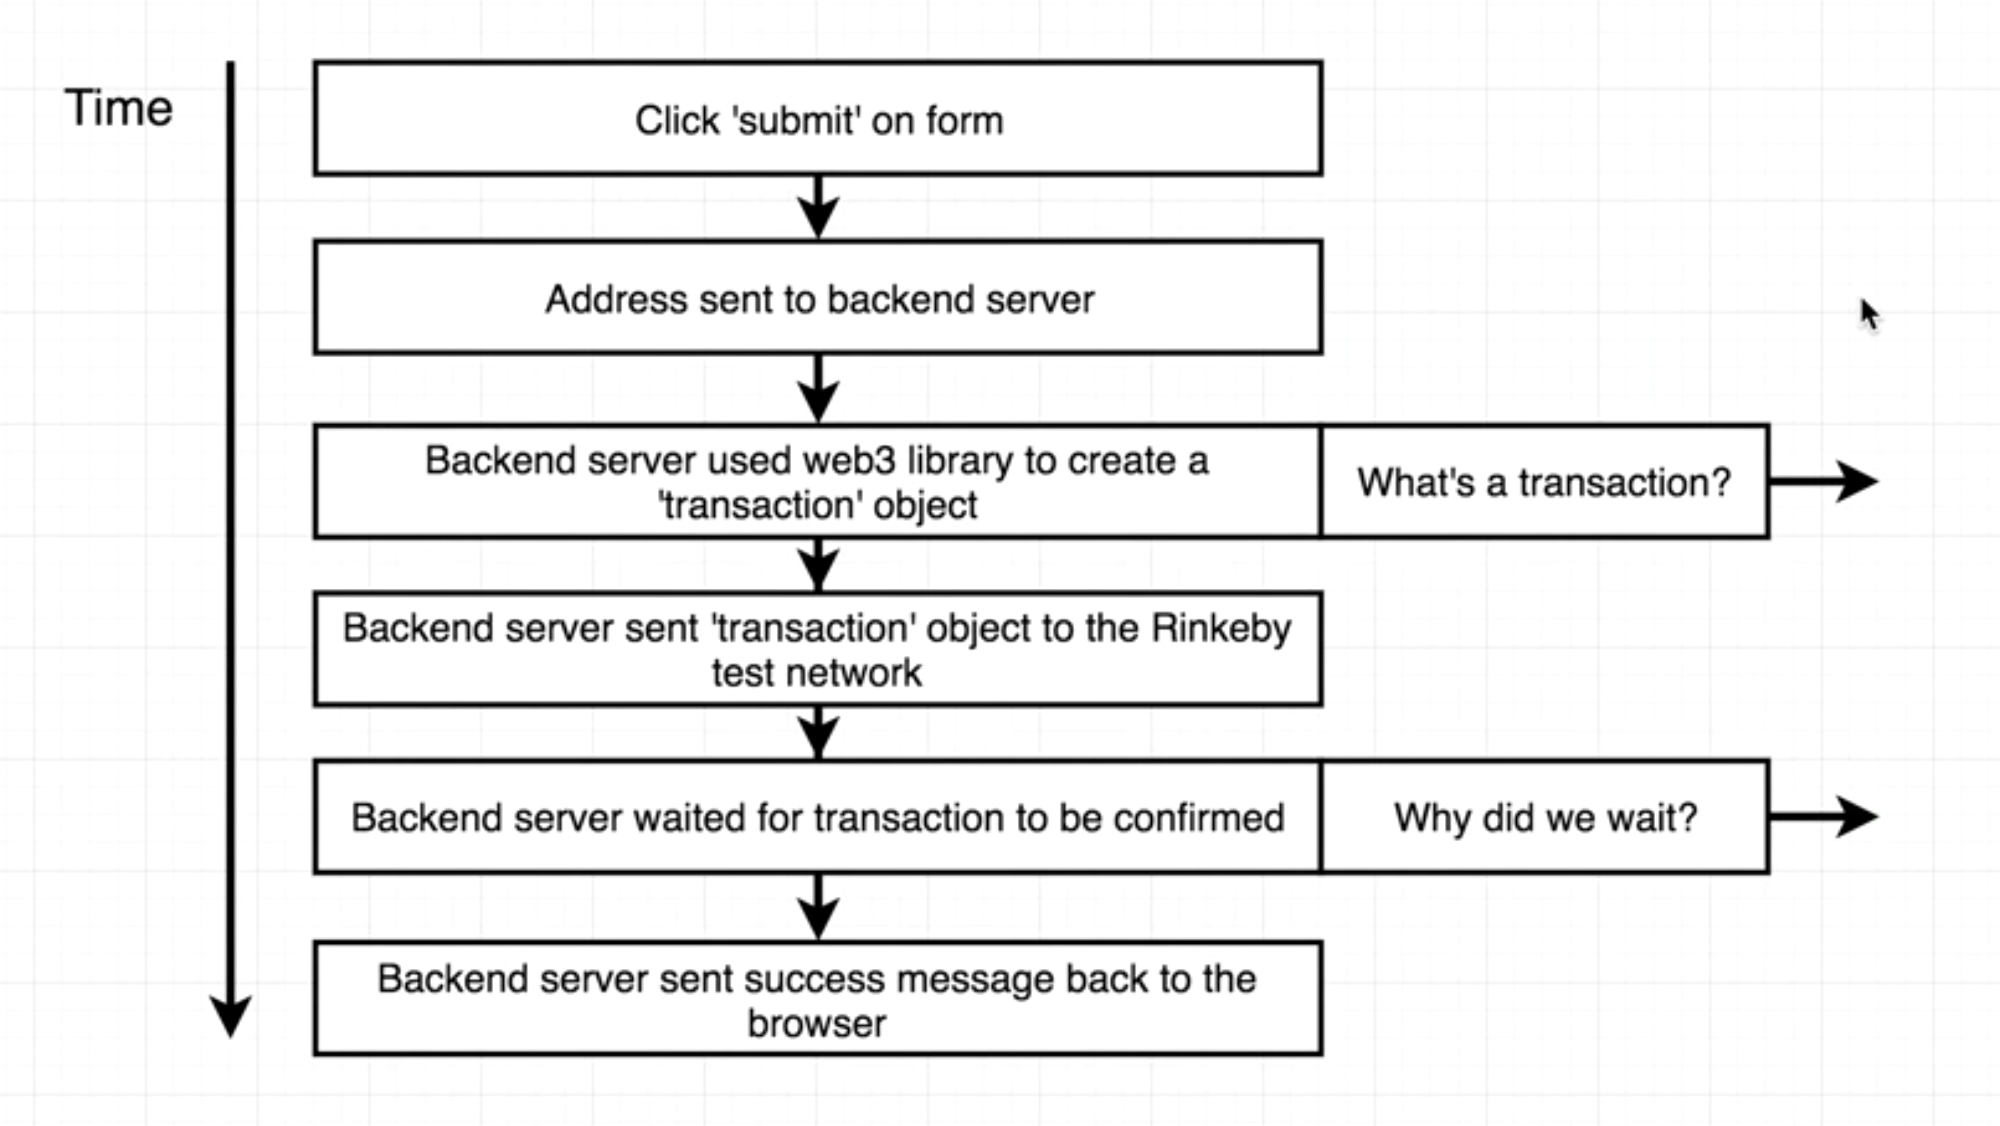 Time
Click 'submit' on form
Address sent to backend server
Backend server used web3 library to create a
'transaction' object
What's a transaction?
Backend server sent 'transaction' object to the Rinkeby
test network
Backend server waited for transaction to be confirmed
Why did we wait?
Backend server sent success message back to the
browser